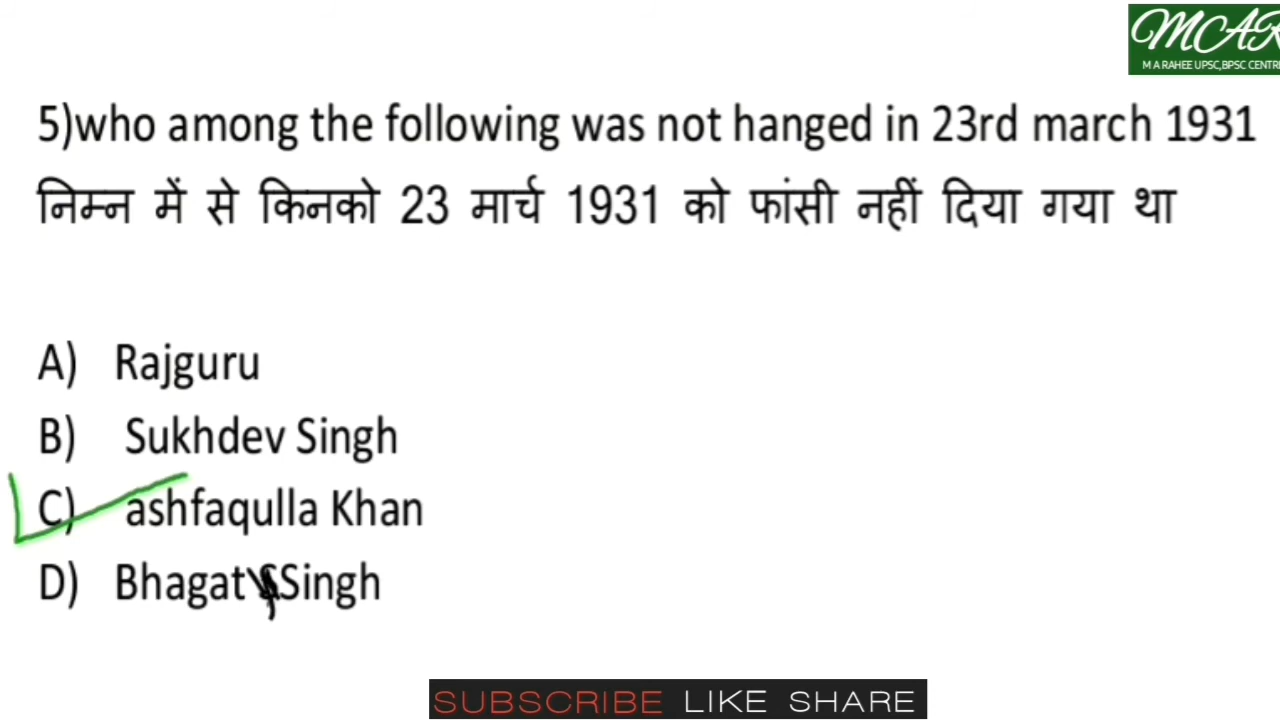 MCAR
M A RAHEE UPSC,BPSC CENTR
5)who among the following was not hanged in 23rd march 1931
निम्न में से किनको 23 मार्च 1931 को फांसी नहीं दिया गया था
A) Rajguru
B) Sukhdev Singh
C) ashfaqulla Khan
D) Bhagat Singh
SUBSCRIBE LIKE SHARE